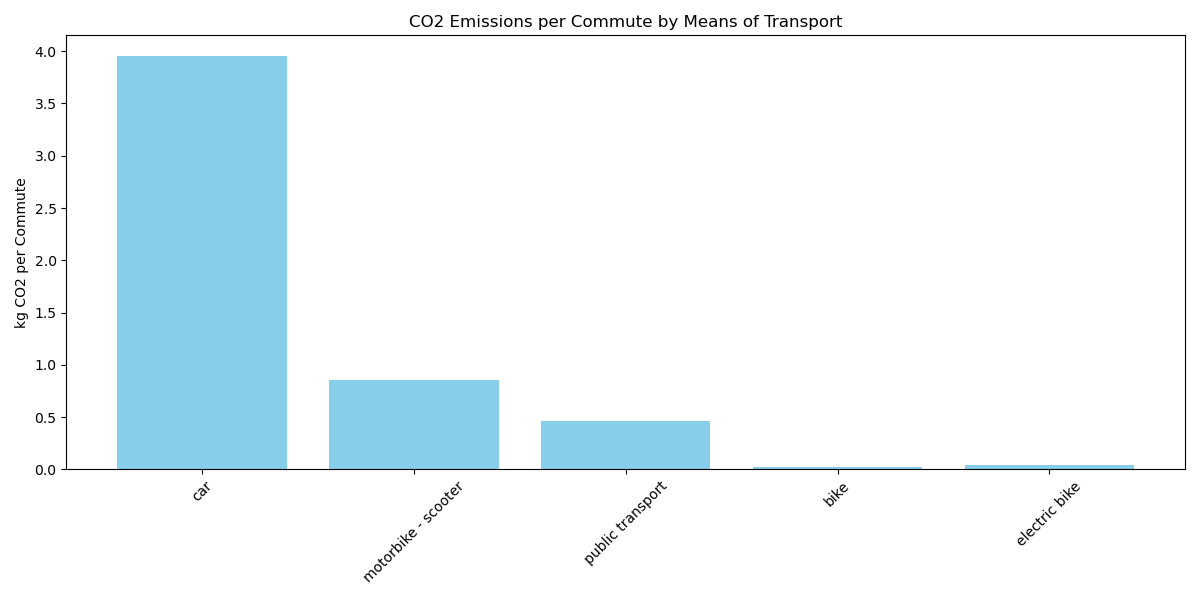 CO2 Emissions per Commute by Means of Transport
kg CO2 per Commute
4.0
3.5
3.0
2.5
2.0
1.5
1.0
0.5
0.0
car
motorbike - scooter
public transport
bike
electric bike